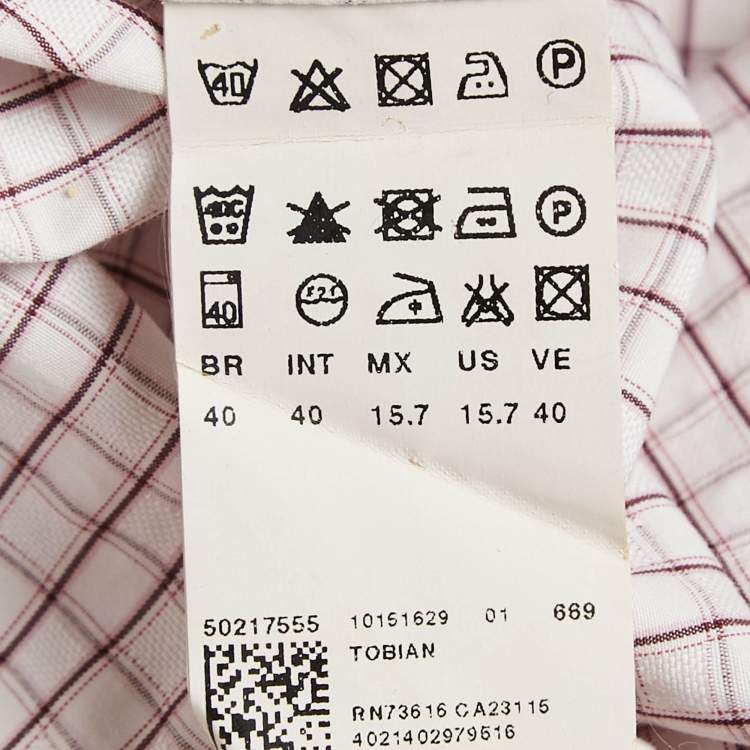 40 P
40C P
40
BR INT MX US VE
40 40 15.7 15.7 40
50217555 10151629 01 669
TOBIAN
RN73616 CA23115
4021402979516